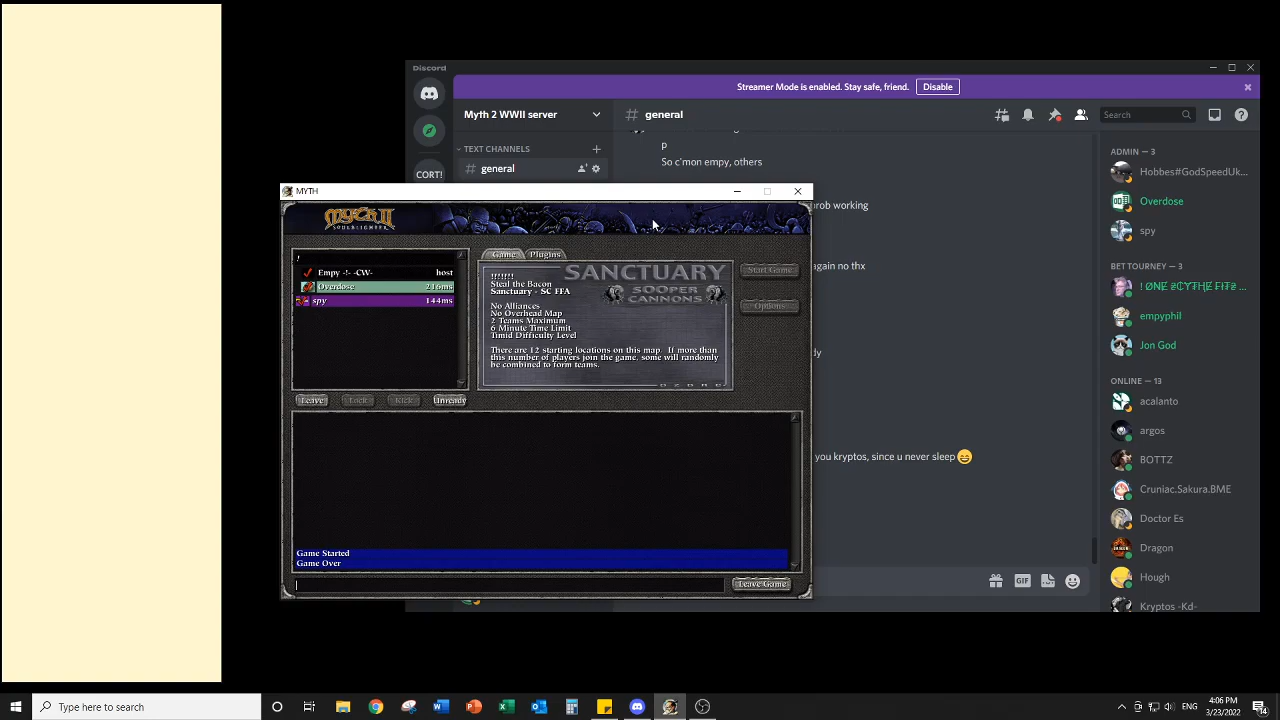 Discord
Streamer Mode is enabled. Stay safe, friend.
Disable
Myth 2 WWII server
# general
Search
TEXT CHANNELS
# general
CORT!
p
So c'mon empy, others
prob working
again no thx
you kryptos, since u never sleep
GIF
ADMIN — 3
Hobbes#GodSpeedUk...
Overdose
spy
BET TOURNEY — 3
empyphil
Jon God
ONLINE — 13
acalanto
argos
BOTTZ
Cruniac.Sakura.BME
Doctor Es
Dragon
Hough
Kryptos -Kd-
MYTH
MYTH II
SOULBLIGHTER
!
Empy -!- -CW- host
Overdose 216ms
spy 144ms
Leave
Lock
Kick
Unready
Game
Plugins
SANCTUARY
SOOPER
CANNONS
!!!!!!!
Steal the Bacon
Sanctuary - SC FFA
No Alliances
No Overhead Map
2 Teams Maximum
6 Minute Time Limit
Timid Difficulty Level
There are 12 starting locations on this map. If more than
this number of players join the game, some will randomly
be combined to form teams.
Start Game
Options
Game Started
Game Over
Leave Game
Type here to search
ENG
4:06 PM
3/23/2022